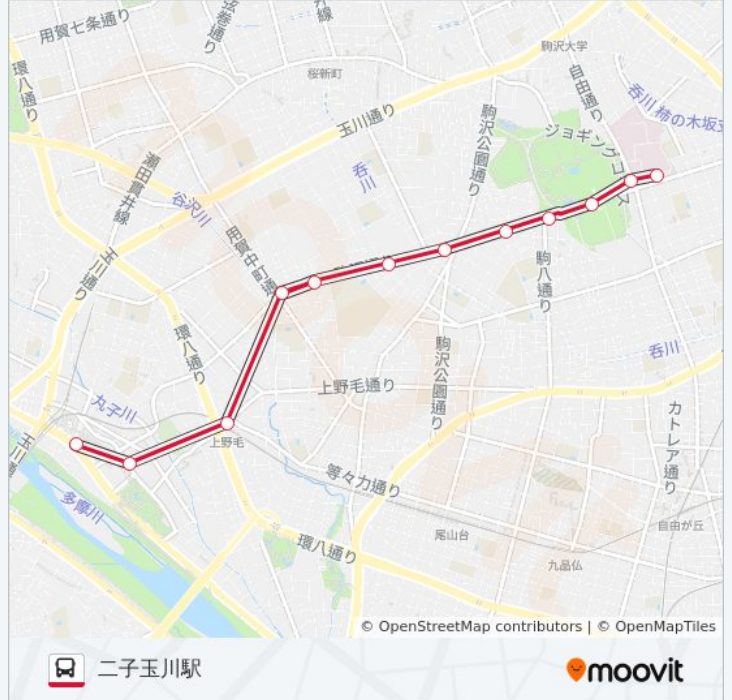 用賀七条通り
弦巻通り
環八通り
桜新町
駒沢大学
自由通り
玉川通り
駒沢公園通り
ジョギングコース
呑川
瀬田貫井線
谷沢川
用賀中町通
玉川通り
駒八通り
環八通り
駒沢公園通り
呑川
上野毛通り
丸子川
カトレア通り
上野毛
玉川通
等々力通り
多摩川
尾山台
自由が丘
環八通り
九品仏
© OpenStreetMap contributors | © OpenMapTiles
二子玉川駅
moovit